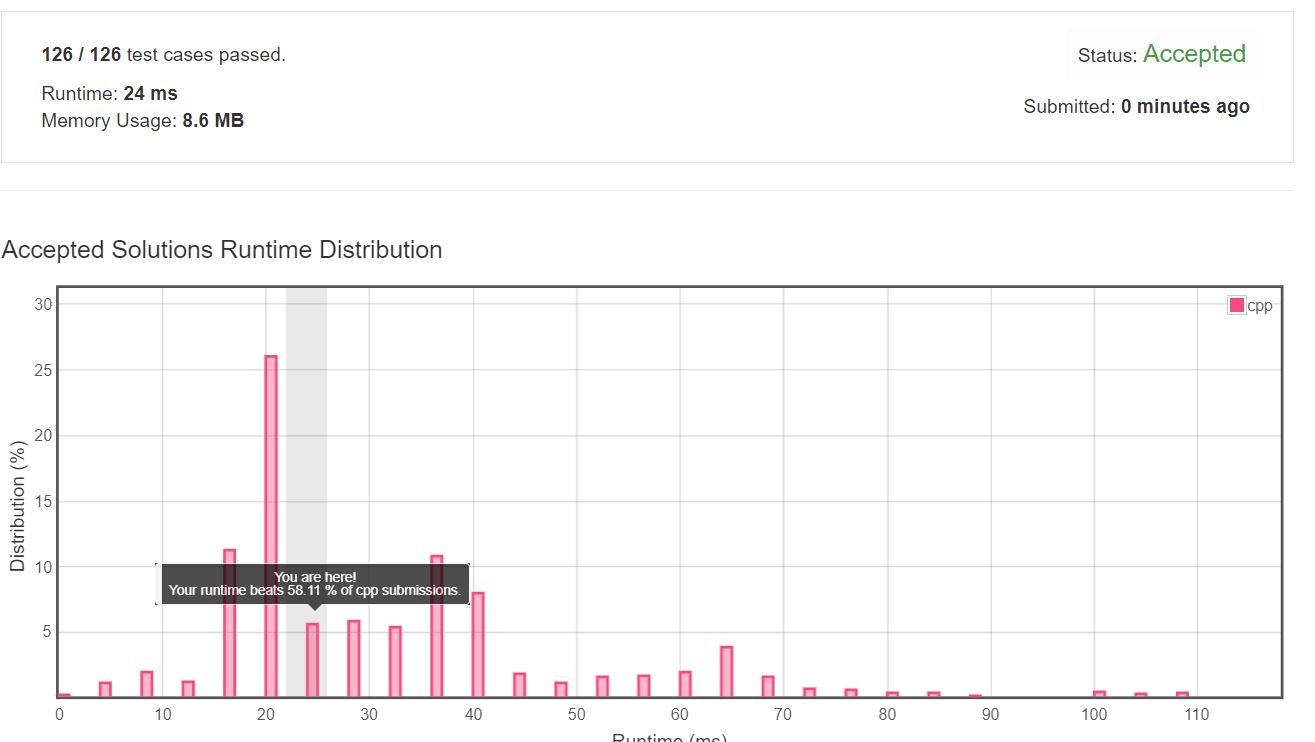 126 / 126 test cases passed.
Status: Accepted
Runtime: 24 ms
Memory Usage: 8.6 MB
Submitted: 0 minutes ago
Accepted Solutions Runtime Distribution
cpp
Distribution (%)
30
25
20
15
10
5
You are here!
Your runtime beats 58.11 % of cpp submissions.
0 10 20 30 40 50 60 70 80 90 100 110
Runtime (ms)